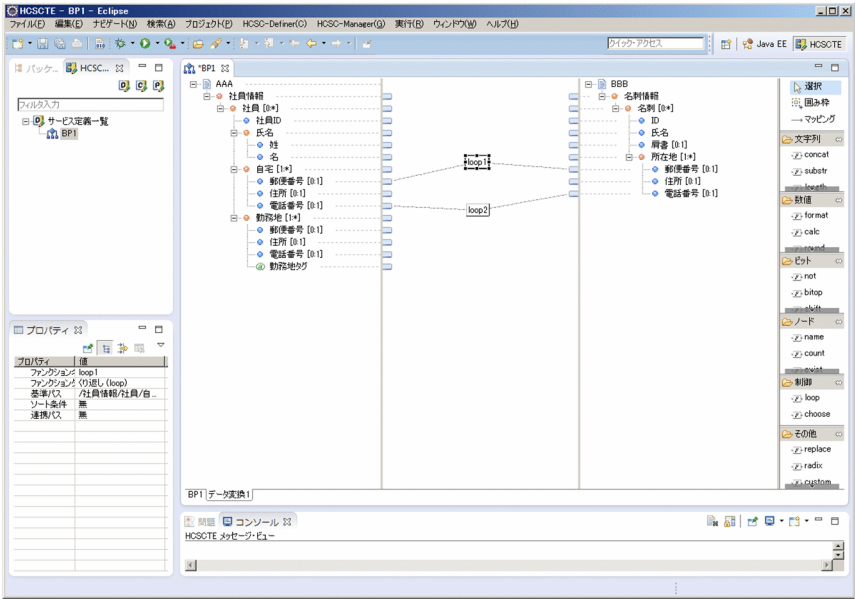 HCSCTE - BP1 - Eclipse
ファイル(F) 編集(E) ナビゲート(N) 検索(A) プロジェクト(P) HCSC-Definer(C) HCSC-Manager(G) 実行(R) ウィンドウ(W) ヘルプ(H)
クイック・アクセス
Java EE
HCSCTE
パッケ...
HCSC...
フィルタ入力
サービス定義一覧
BP1
プロパティ
プロパティ 値
loop1
くり返し (loop)
基準パス /社員情報/社員/自...
ソート条件 無
連携パス 無
*BP1
AAA
社員情報
社員 [0:*]
社員ID
氏名
姓
名
自宅 [1:*]
郵便番号 [0:1]
住所 [0:1]
電話番号 [0:1]
勤務地 [1:*]
郵便番号 [0:1]
住所 [0:1]
電話番号 [0:1]
勤務地タグ
loop1
loop2
BBB
名刺情報
名刺 [0:*]
ID
氏名
肩書 [0:1]
所在地 [1:*]
郵便番号 [0:1]
住所 [0:1]
電話番号 [0:1]
選択
囲み枠
マッピング
文字列
concat
substr
length
数値
format
calc
round
ビット
not
bitop
shift
ノード
name
count
exist
制御
loop
choose
その他
replace
radix
custom
BP1 データ変換1
問題
コンソール
HCSCTE メッセージ・ビュー